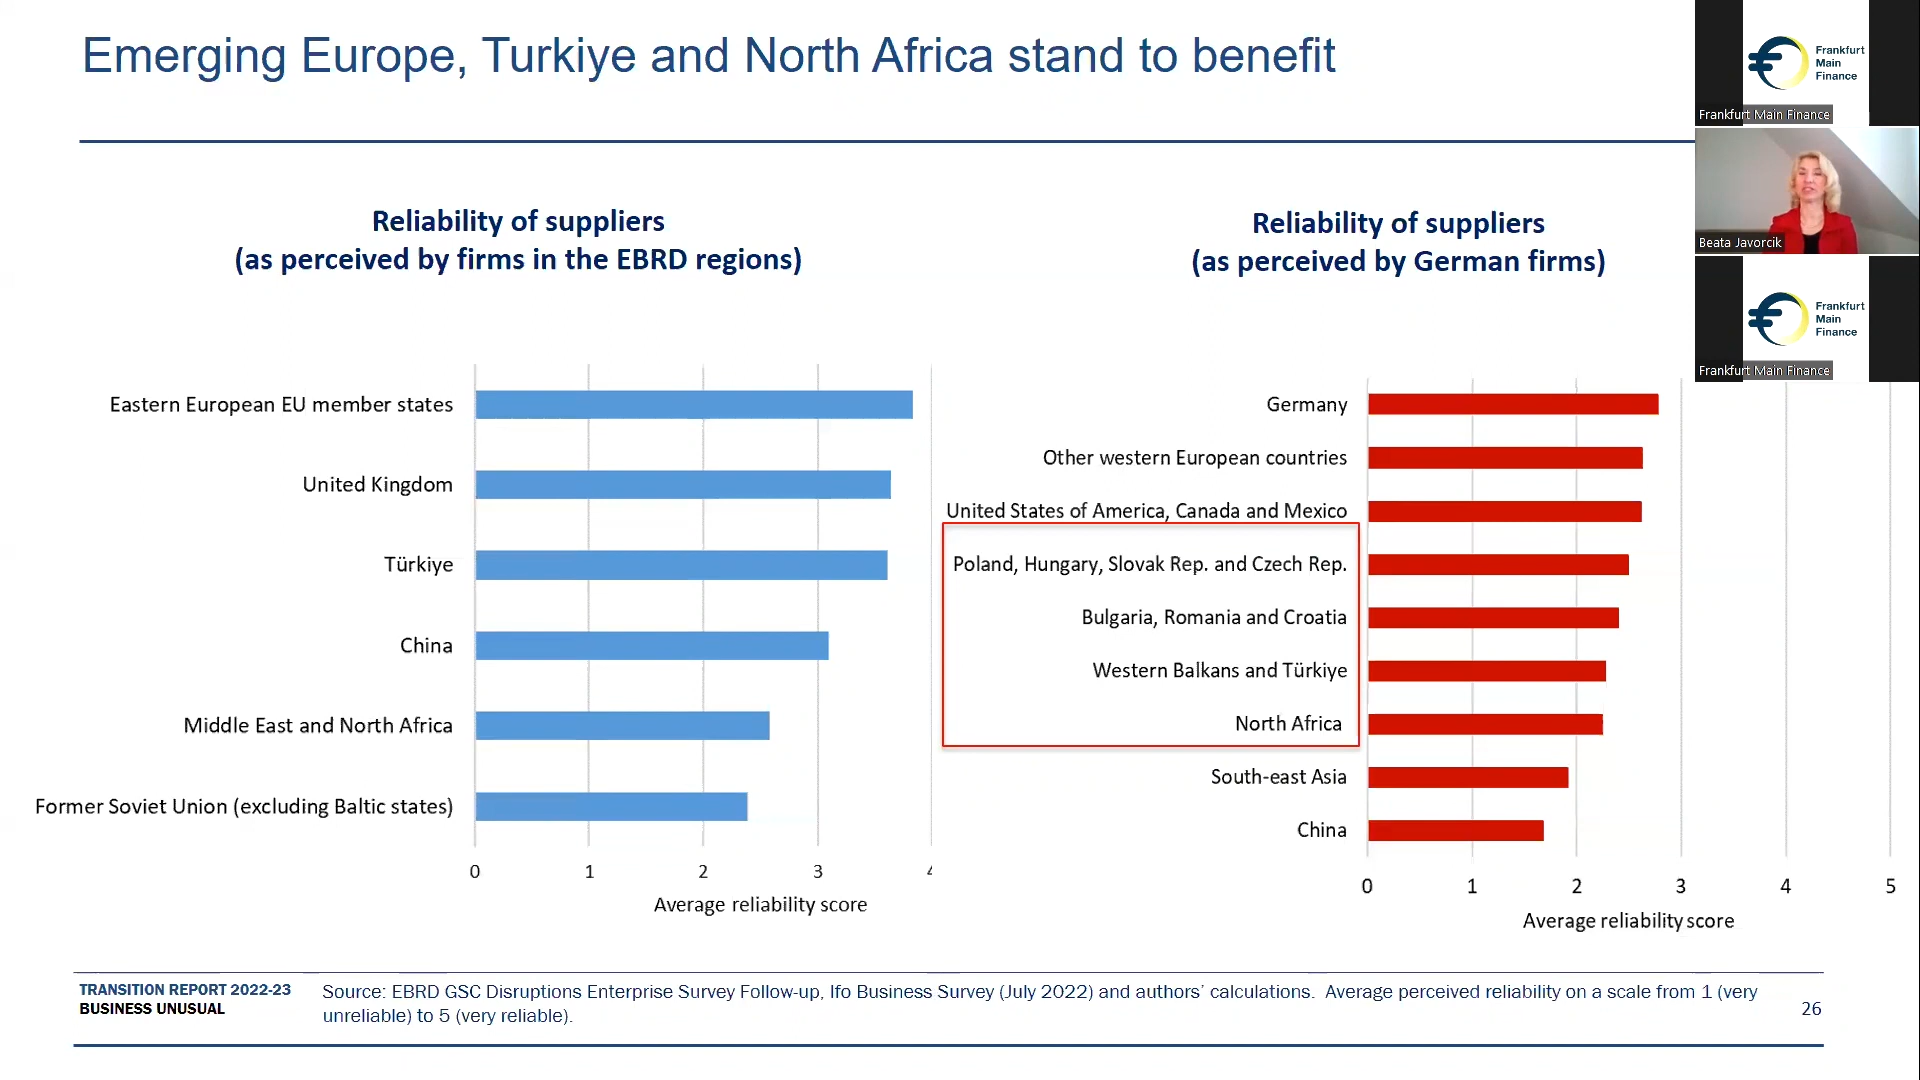 Emerging Europe, Turkiye and North Africa stand to benefit
Frankfurt
Main
Finance
Frankfurt Main Finance
Beata Javorcik
Frankfurt
Main
Finance
Frankfurt Main Finance
Reliability of suppliers
(as perceived by firms in the EBRD regions)
Eastern European EU member states
United Kingdom
Türkiye
China
Middle East and North Africa
Former Soviet Union (excluding Baltic states)
0 1 2 3 4
Average reliability score
Reliability of suppliers
(as perceived by German firms)
Germany
Other western European countries
United States of America, Canada and Mexico
Poland, Hungary, Slovak Rep. and Czech Rep.
Bulgaria, Romania and Croatia
Western Balkans and Türkiye
North Africa
South-east Asia
China
0 1 2 3 4 5
Average reliability score
TRANSITION REPORT 2022-23
BUSINESS UNUSUAL
Source: EBRD GSC Disruptions Enterprise Survey Follow-up, Ifo Business Survey (July 2022) and authors’ calculations. Average perceived reliability on a scale from 1 (very
unreliable) to 5 (very reliable).
26